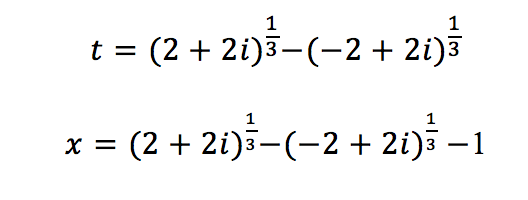 t = (2 + 2i)^(1/3)−(−2 + 2i)^(1/3)
x = (2 + 2i)^(1/3)−(−2 + 2i)^(1/3) −1